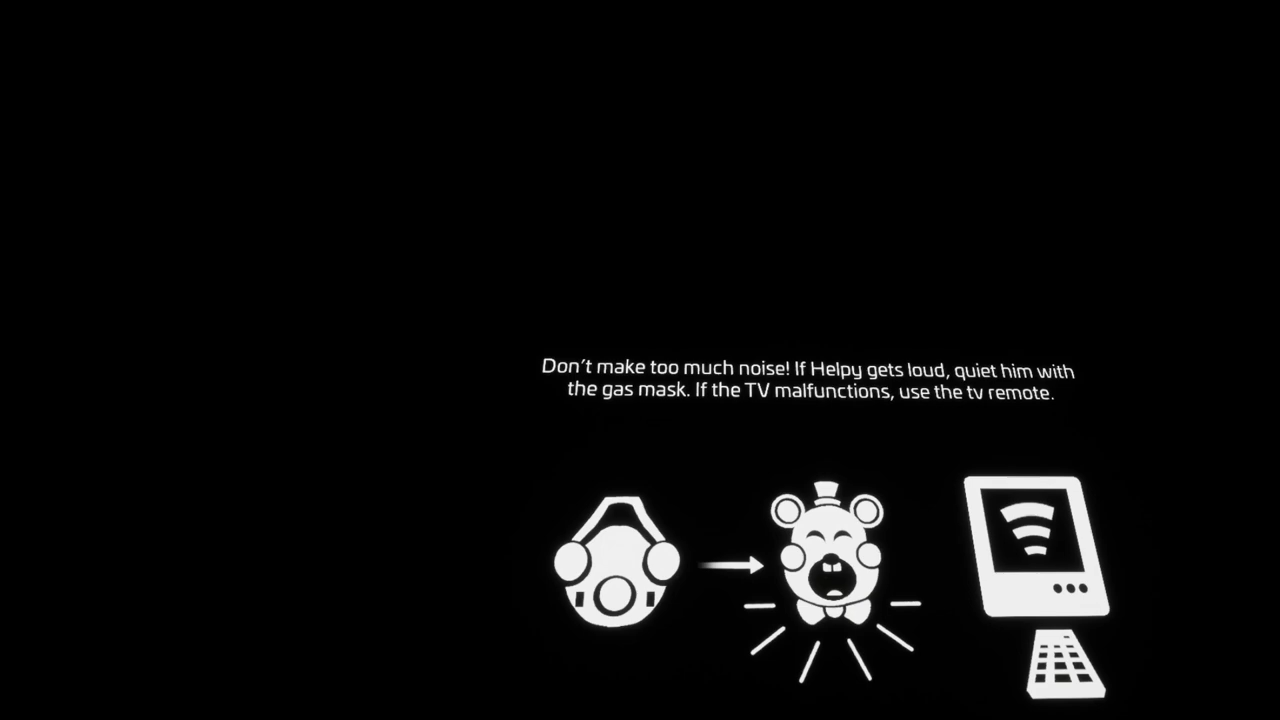 Don't make too much noise! If Helpy gets loud, quiet him with
the gas mask. If the TV malfunctions, use the tv remote.